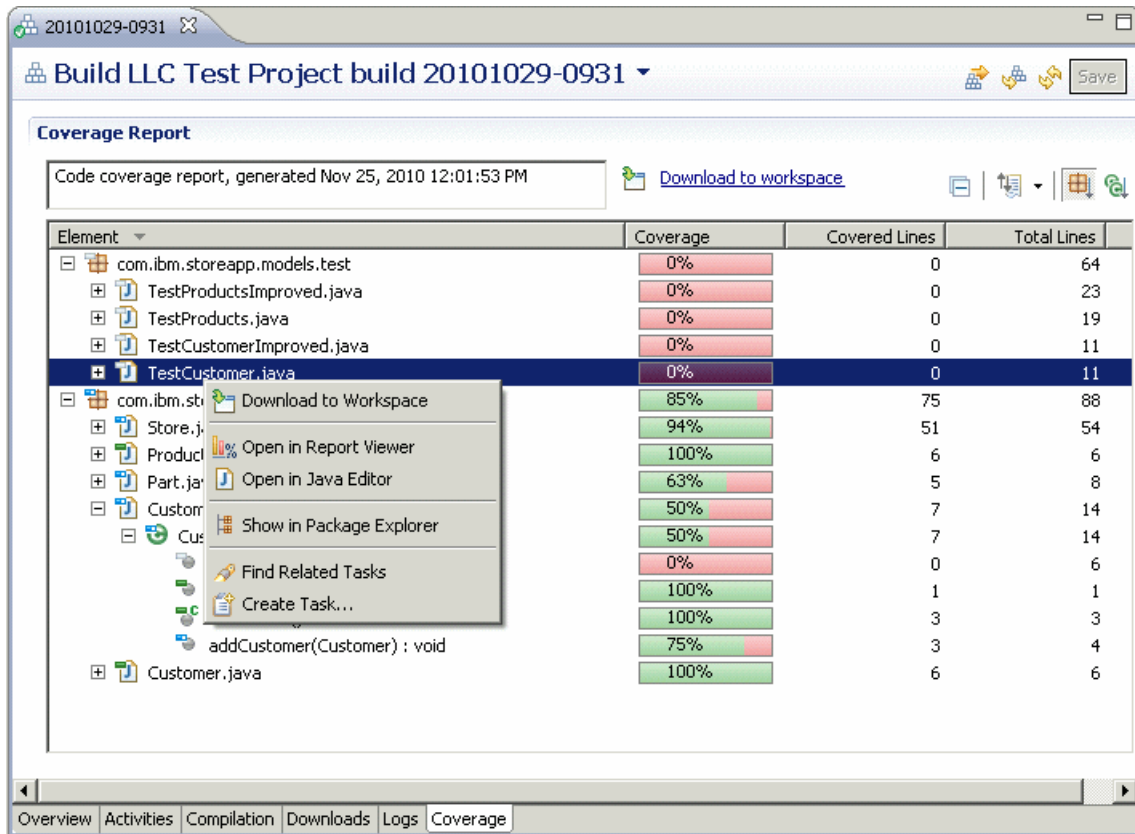 20101029-0931
Build LLC Test Project build 20101029-0931
Save
Coverage Report
Code coverage report, generated Nov 25, 2010 12:01:53 PM
Download to workspace
Element Coverage Covered Lines Total Lines
com.ibm.storeapp.models.test 0% 0 64
TestProductsImproved.java 0% 0 23
TestProducts.java 0% 0 19
TestCustomerImproved.java 0% 0 11
TestCustomer.java 0% 0 11
com.ibm.st 85% 75 88
Download to Workspace
Store.j 94% 51 54
Open in Report Viewer
Produc 100% 6 6
Part.ja 63% 5 8
Open in Java Editor
Custom 50% 7 14
Show in Package Explorer
Cus 50% 7 14
0% 0 6
Find Related Tasks
100% 1 1
Create Task...
100% 3 3
addCustomer(Customer) : void 75% 3 4
Customer.java 100% 6 6
Overview Activities Compilation Downloads Logs Coverage